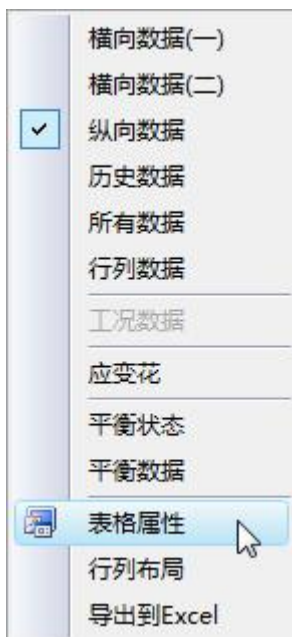 横向数据(一)
横向数据(二)
纵向数据
历史数据
所有数据
行列数据
工况数据
应变花
平衡状态
平衡数据
表格属性
行列布局
导出到Excel